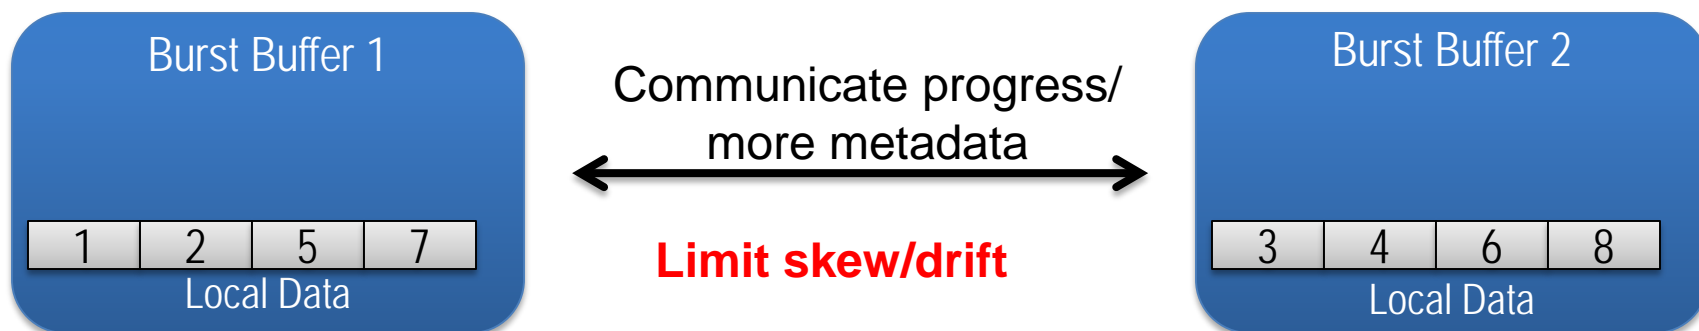 Burst Buffer 1
1 2 5 7
Local Data
Communicate progress/
more metadata
Limit skew/drift
Burst Buffer 2
3 4 6 8
Local Data